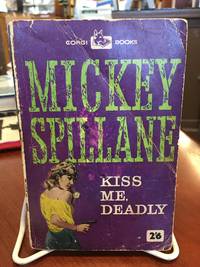 CORGI BOOKS
MICKEY
SPILLANE
KISS
ME,
DEADLY
2'6